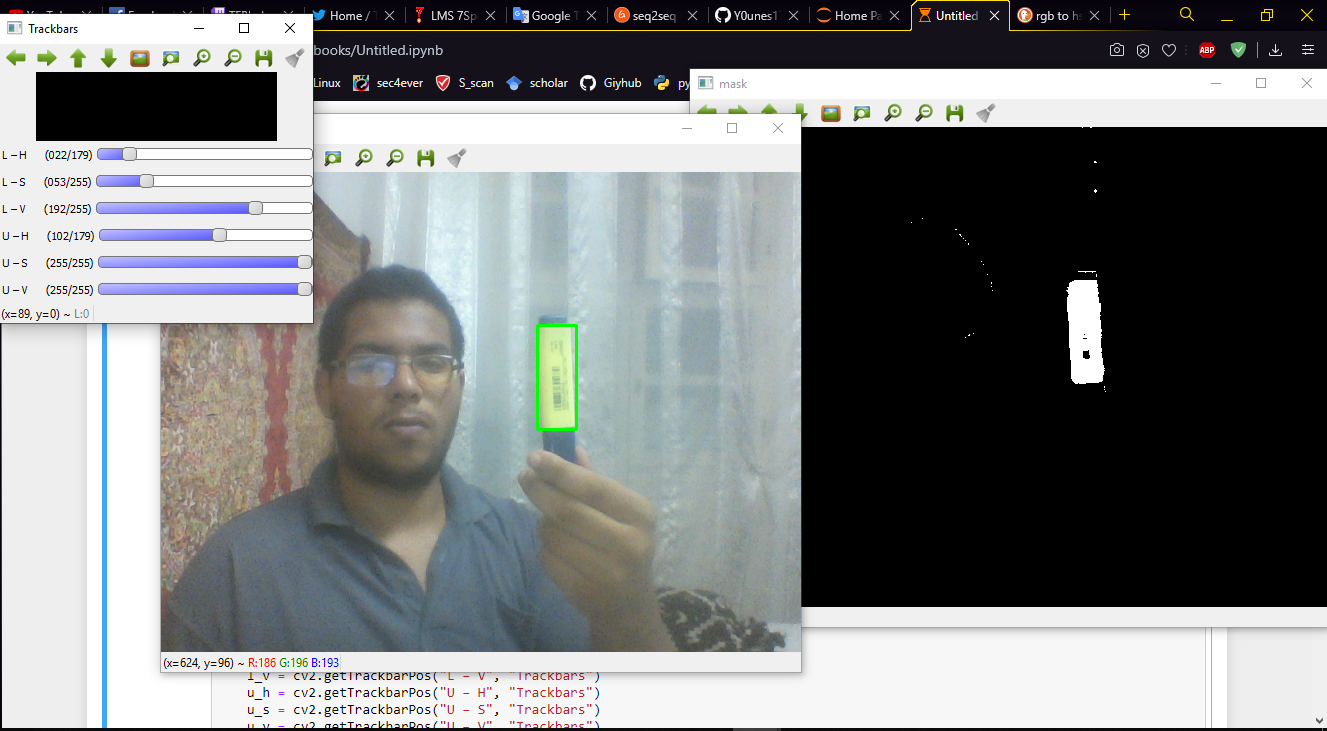 Trackbars
Home / T
LMS 7Sp
Google T
seq2seq
Y0unes17
Home Pa
Untitled
rgb to hs
books/Untitled.ipynb
ABP
Linux
sec4ever
S_scan
scholar
Giyhub
py
mask
L – H (022/179)
L – S (053/255)
L – V (192/255)
U – H (102/179)
U – S (255/255)
U – V (255/255)
(x=89, y=0) ~ L:0
(x=624, y=96) ~ R:186 G:196 B:193
l_v = cv2.getTrackbarPos("L – V", "Trackbars")
u_h = cv2.getTrackbarPos("U – H", "Trackbars")
u_s = cv2.getTrackbarPos("U – S", "Trackbars")
u_v = cv2.getTrackbarPos("U – V", "Trackbars")